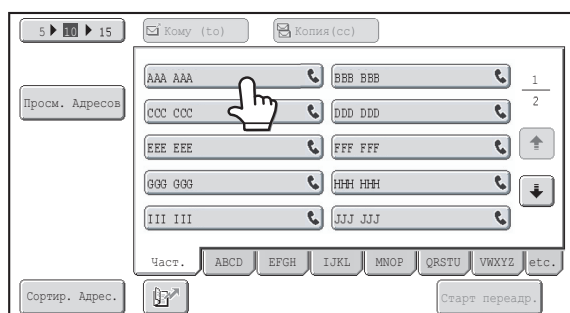 5 10 15 Кому (to) Копия(cc)
AAA AAA BBB BBB 1
Просм. Адресов CCC CCC DDD DDD 2
EEE EEE FFF FFF
GGG GGG HHH HHH
III III JJJ JJJ
Част. ABCD EFGH IJKL MNOP QRSTU VWXYZ etc.
Сортир. Адрес. Старт переадр.